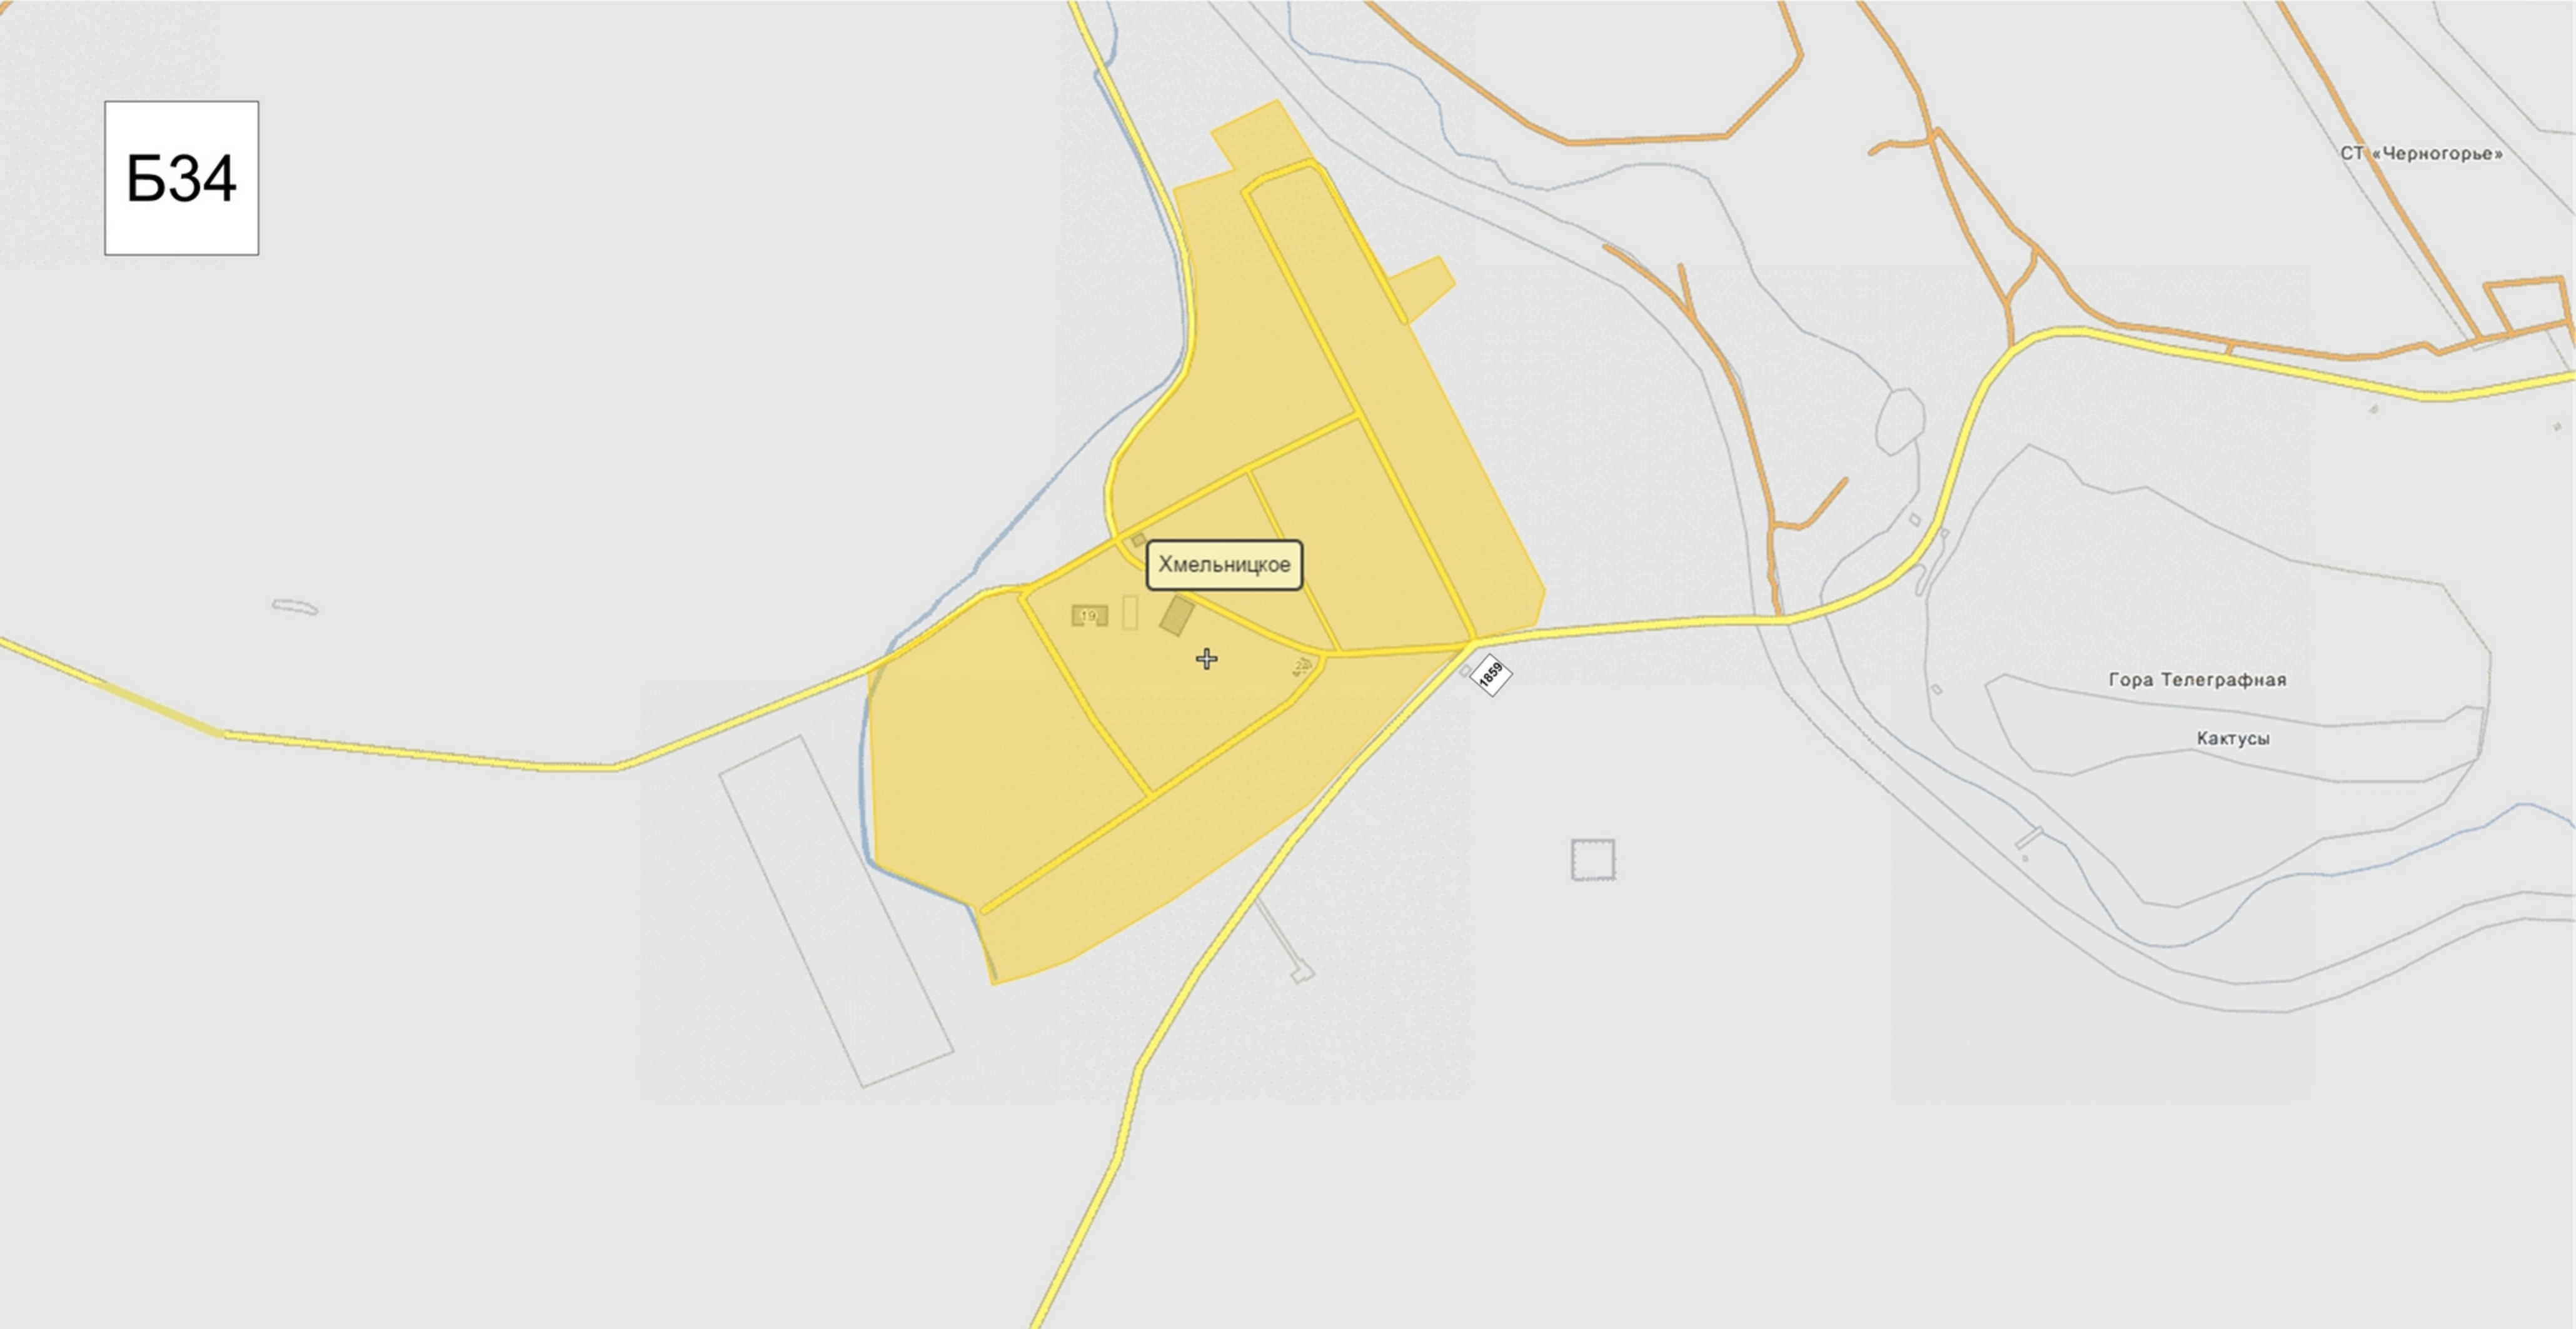 Б34
СТ «Черногорье»
Хмельницкое
19
1859
Гора Телеграфная
Кактусы